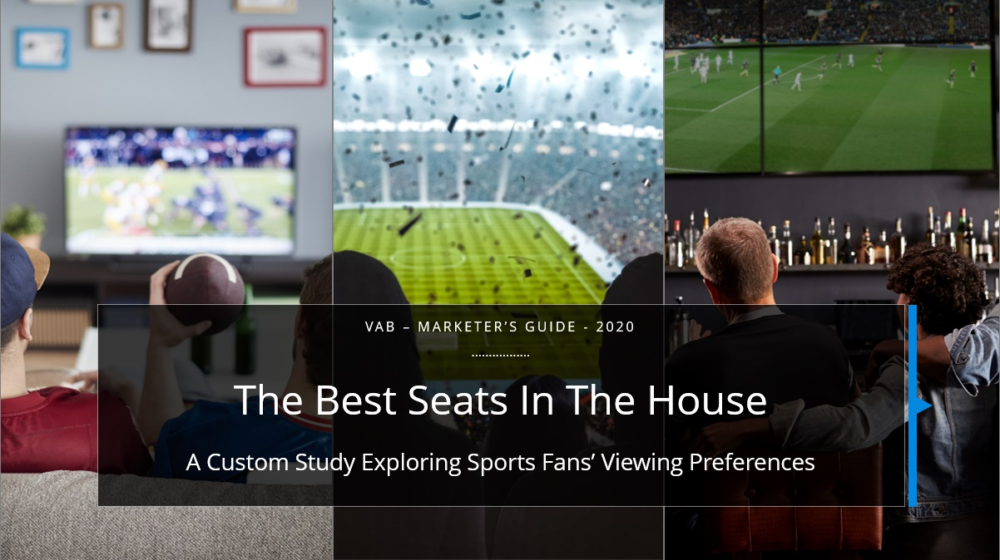 VAB – MARKETER’S GUIDE - 2020
The Best Seats In The House
A Custom Study Exploring Sports Fans’ Viewing Preferences